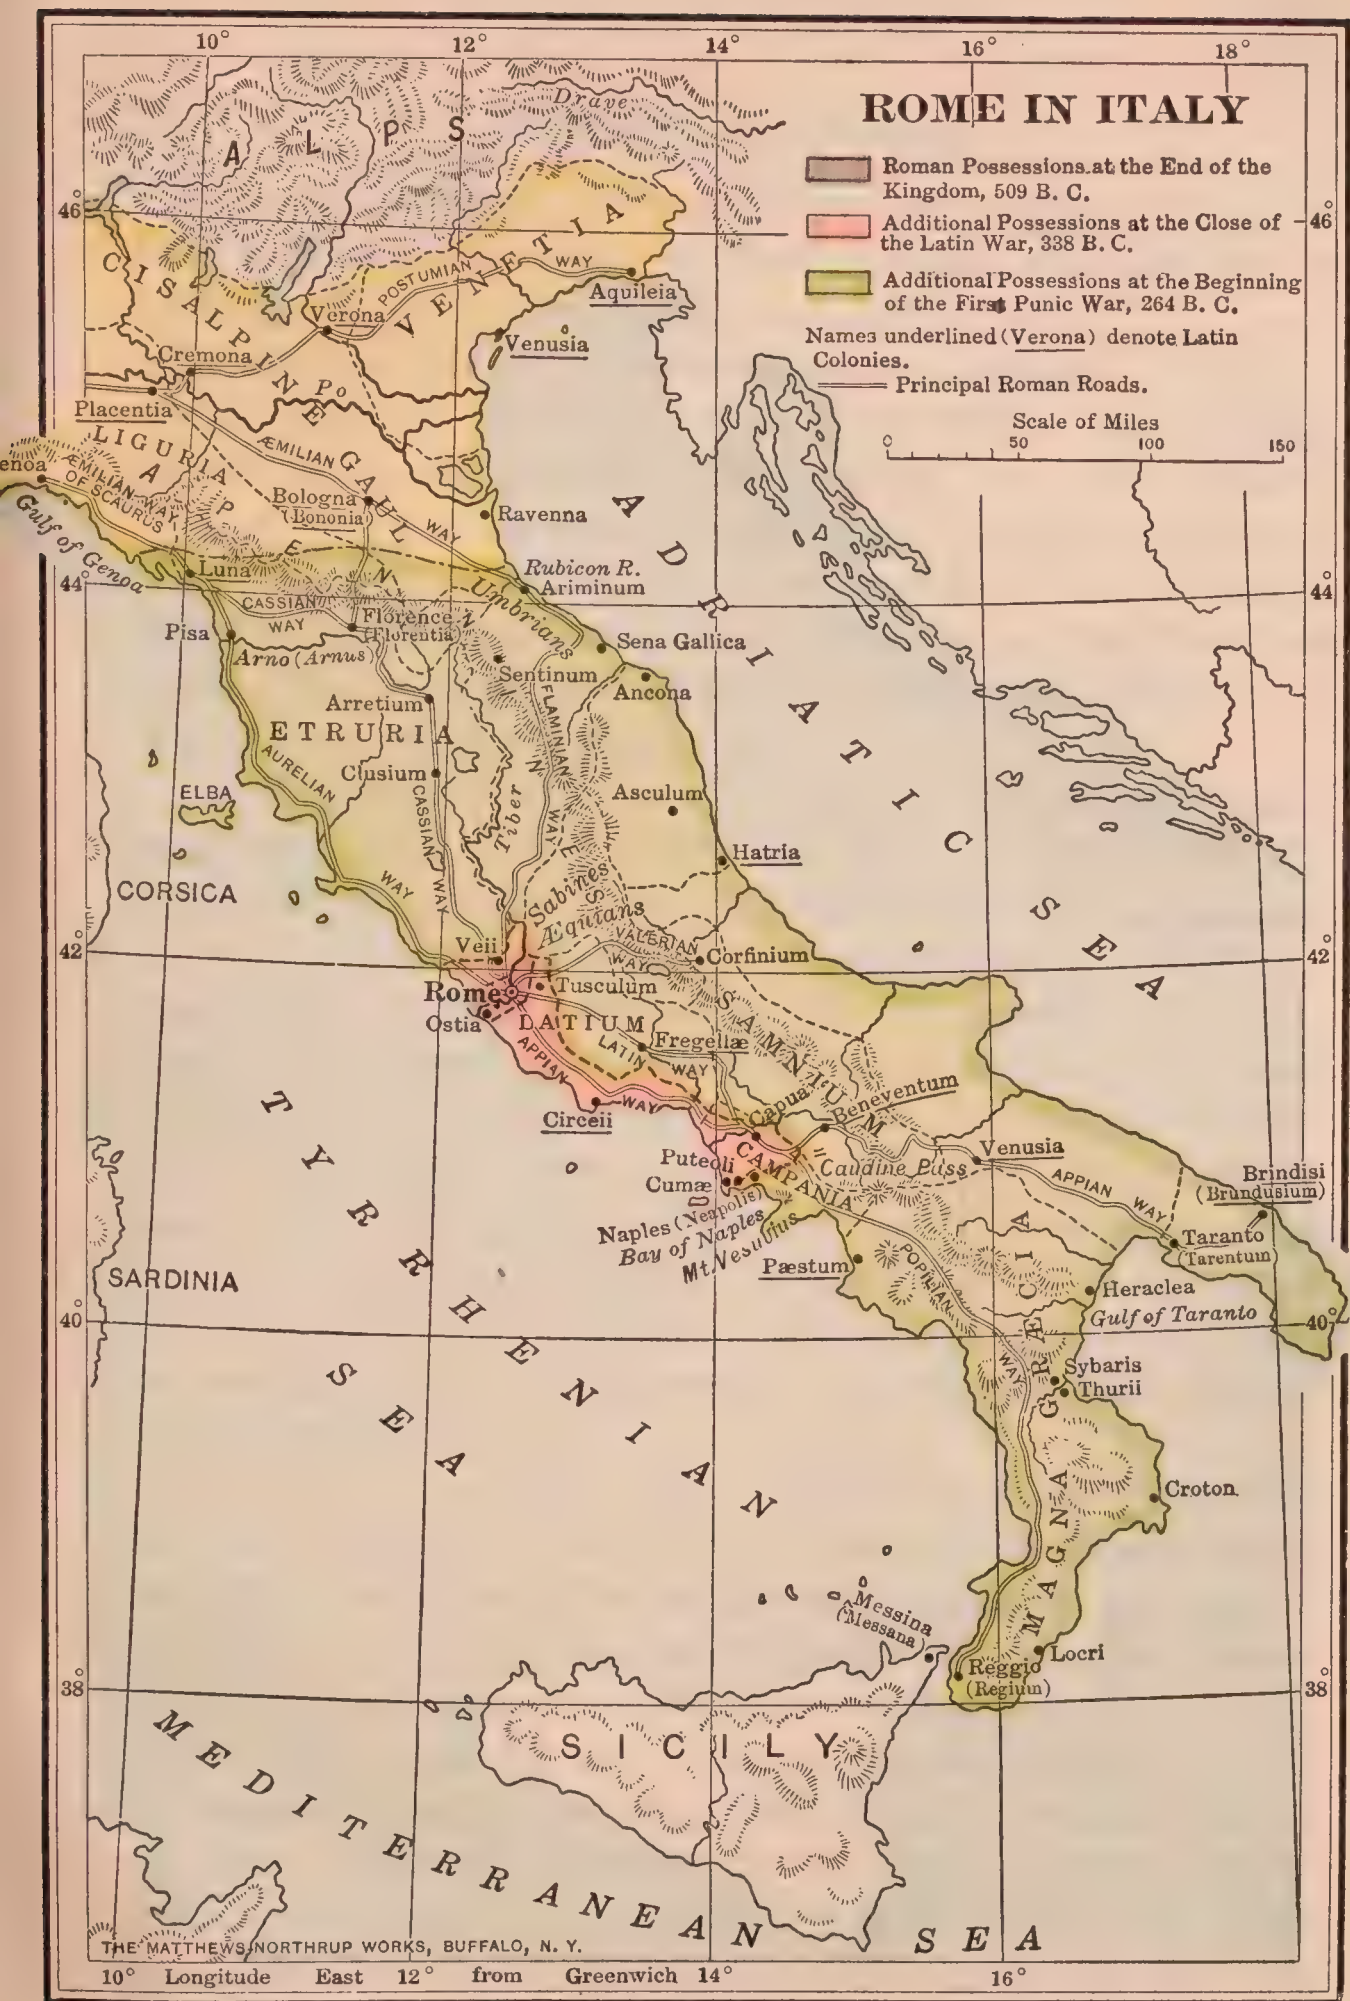 10° 12° 14° 16° 18°
ROME IN ITALY
Roman Possessions at the End of the
Kingdom, 509 B. C.
Additional Possessions at the Close of
the Latin War, 338 B. C.
Additional Possessions at the Beginning
of the First Punic War, 264 B. C.
Names underlined (Verona) denote Latin
Colonies.
Principal Roman Roads.
Scale of Miles
0 50 100 150
Drave
ALPS
46° 46°
CISALPINE GAUL
VENETIA
POSTUMIAN WAY
Aquileia
Verona
Venusia
Cremona
Po
Placentia
LIGURIA
ÆMILIAN WAY
enoa
ÆMILIAN WAY
OF SCAURUS
APENNINES
Bologna
(Bononia)
Ravenna
Gulf of Genoa
Luna
Rubicon R.
Ariminum
Umbrians
44° 44°
CASSIAN
WAY
Florence
(Florentia)
Pisa
Arno (Arnus)
Sena Gallica
Sentinum
Ancona
FLAMINIAN WAY
Arretium
ETRURIA
AURELIAN WAY
Clusium
CASSIAN WAY
Tiber
ELBA
Asculum
Hatria
CORSICA
Sabines
Æquians
ADRIATIC SEA
42° 42°
Veii
VALERIAN
WAY
Corfinium
Rome
Tusculum
Ostia
LATIUM
SAMNIUM
LATIN WAY
Fregellæ
APPIAN WAY
Circeii
Capua
Beneventum
Caudine Pass
Venusia
APPIAN WAY
Puteoli
Cumæ
CAMPANIA
Naples (Neapolis)
Bay of Naples
Mt. Vesuvius
Brindisi
(Brundusium)
Taranto
(Tarentum)
Pæstum
POPILIAN WAY
Heraclea
Gulf of Taranto
SARDINIA
40° 40°
TYRRHENIAN
SEA
MAGNA GRÆCIA
Sybaris
Thurii
Croton
Messina
(Messana)
Locri
Reggio
(Regium)
38° 38°
SICILY
MEDITERRANEAN SEA
THE MATTHEWS-NORTHRUP WORKS, BUFFALO, N. Y.
10° Longitude East 12° from Greenwich 14° 16°